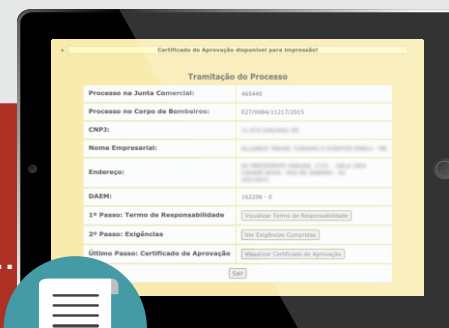 Certificado de Aprovação disponível para impressão!
Tramitação do Processo
Processo na Junta Comercial: 465440
Processo no Corpo de Bombeiros: E27/0084/11217/2015
CNPJ:
Nome Empresarial:
Endereço:
DAEM: 162206 - 0
1º Passo: Termo de Responsabilidade Visualizar Termo de Responsabilidade
2º Passo: Exigências Ver Exigências Cumpridas
Último Passo: Certificado de Aprovação Visualizar Certificado de Aprovação
Sair